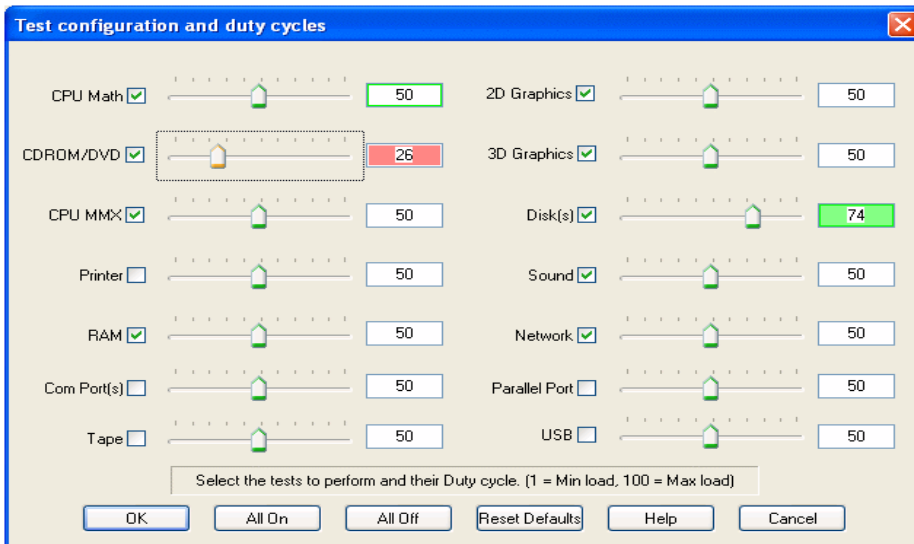 Test configuration and duty cycles
CPU Math 50 2D Graphics 50
CDROM/DVD 26 3D Graphics 50
CPU MMX 50 Disk(s) 74
Printer 50 Sound 50
RAM 50 Network 50
Com Port(s) 50 Parallel Port 50
Tape 50 USB 50
Select the tests to perform and their Duty cycle. (1 = Min load, 100 = Max load)
OK All On All Off Reset Defaults Help Cancel